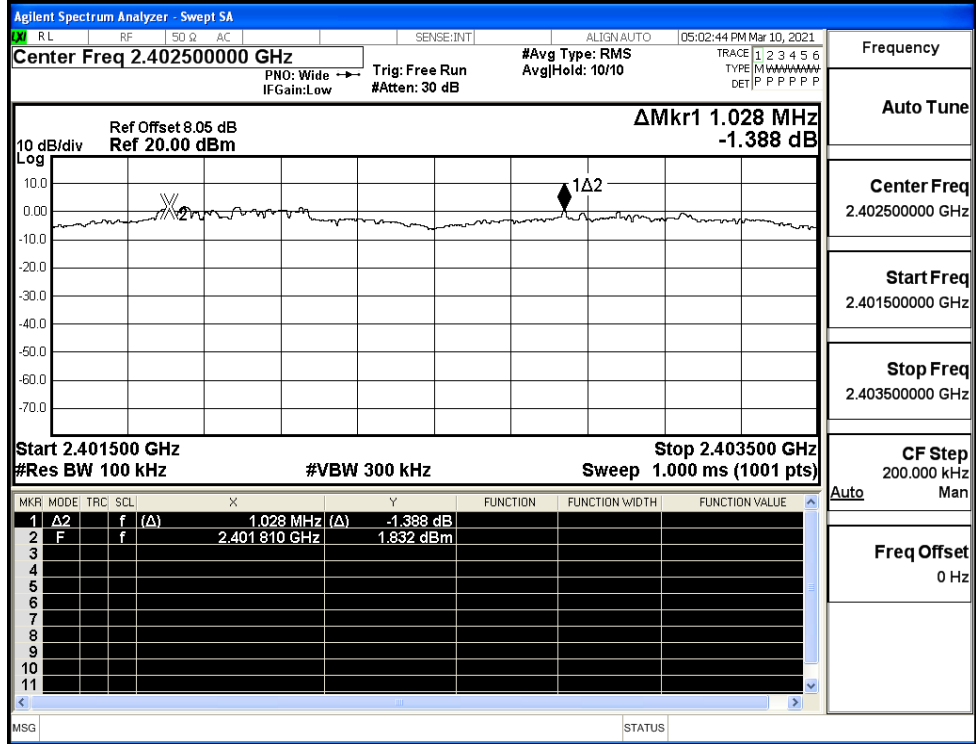 Agilent Spectrum Analyzer - Swept SA
LXI RL RF 50 Ω AC SENSE:INT ALIGNAUTO 05:02:44 PM Mar 10, 2021
Center Freq 2.402500000 GHz
PNO: Wide
IFGain:Low
Trig: Free Run
#Atten: 30 dB
#Avg Type: RMS
Avg|Hold: 10/10
TRACE 1 2 3 4 5 6
TYPE M WWWWW
DET P P P P P P
Ref Offset 8.05 dB
10 dB/div Ref 20.00 dBm
Log
ΔMkr1 1.028 MHz
-1.388 dB
10.0
0.00
-10.0
-20.0
-30.0
-40.0
-50.0
-60.0
-70.0
2
1Δ2
Start 2.401500 GHz Stop 2.403500 GHz
#Res BW 100 kHz #VBW 300 kHz Sweep 1.000 ms (1001 pts)
MKR MODE TRC SCL X Y FUNCTION FUNCTION WIDTH FUNCTION VALUE
1 Δ2 f (Δ) 1.028 MHz (Δ) -1.388 dB
2 F f 2.401 810 GHz 1.832 dBm
3
4
5
6
7
8
9
10
11
MSG STATUS
Frequency
Auto Tune
Center Freq
2.402500000 GHz
Start Freq
2.401500000 GHz
Stop Freq
2.403500000 GHz
CF Step
200.000 kHz
Auto Man
Freq Offset
0 Hz